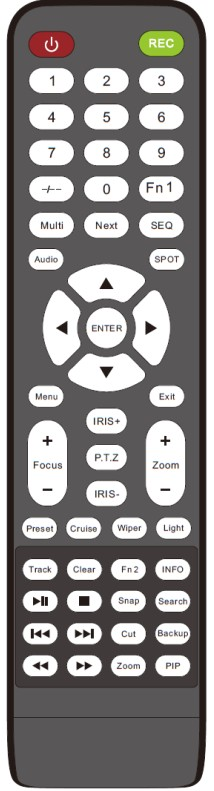 REC
1 2 3
4 5 6
7 8 9
-/-- 0 Fn1
Multi Next SEQ
Audio SPOT
ENTER
Menu Exit
IRIS+
+ +
Focus P.T.Z Zoom
- -
IRIS-
Preset Cruise Wiper Light
Track Clear Fn2 INFO
Snap Search
Cut Backup
Zoom PIP